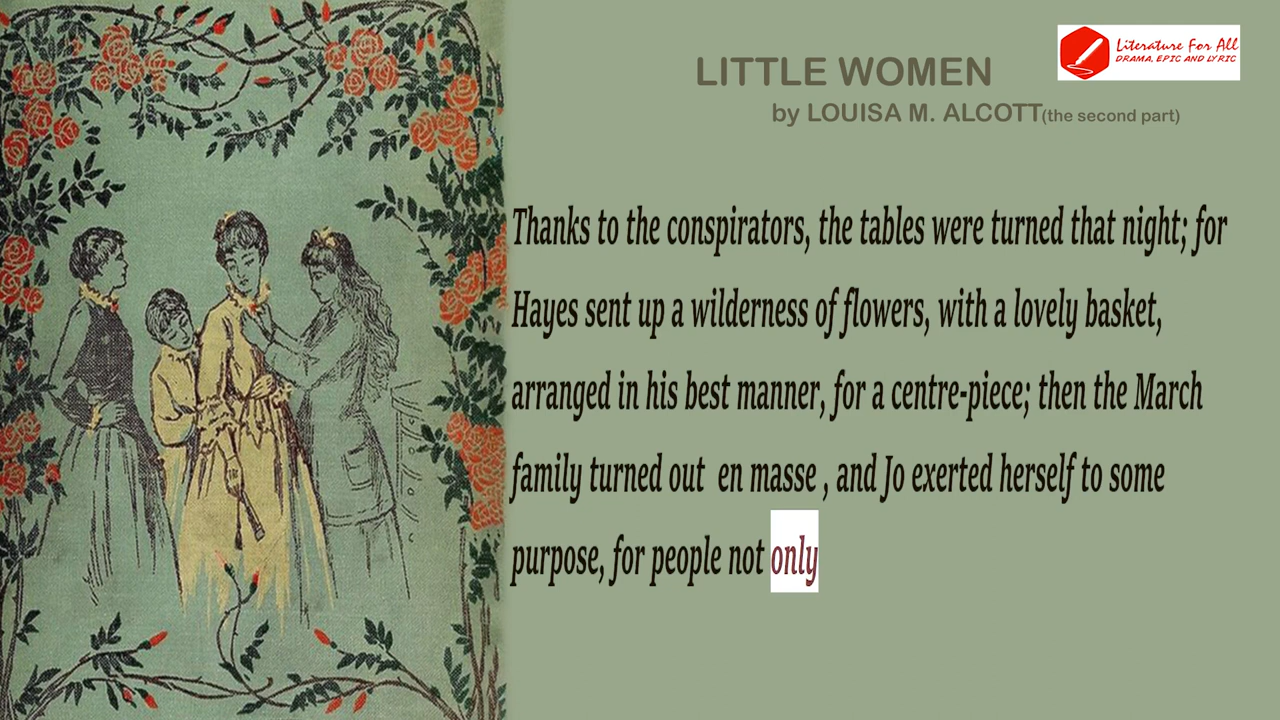 LITTLE WOMEN
by LOUISA M. ALCOTT(the second part)
Literature For All
DRAMA, EPIC AND LYRIC
Thanks to the conspirators, the tables were turned that night; for
Hayes sent up a wilderness of flowers, with a lovely basket,
arranged in his best manner, for a centre-piece; then the March
family turned out  en masse , and Jo exerted herself to some
purpose, for people not only